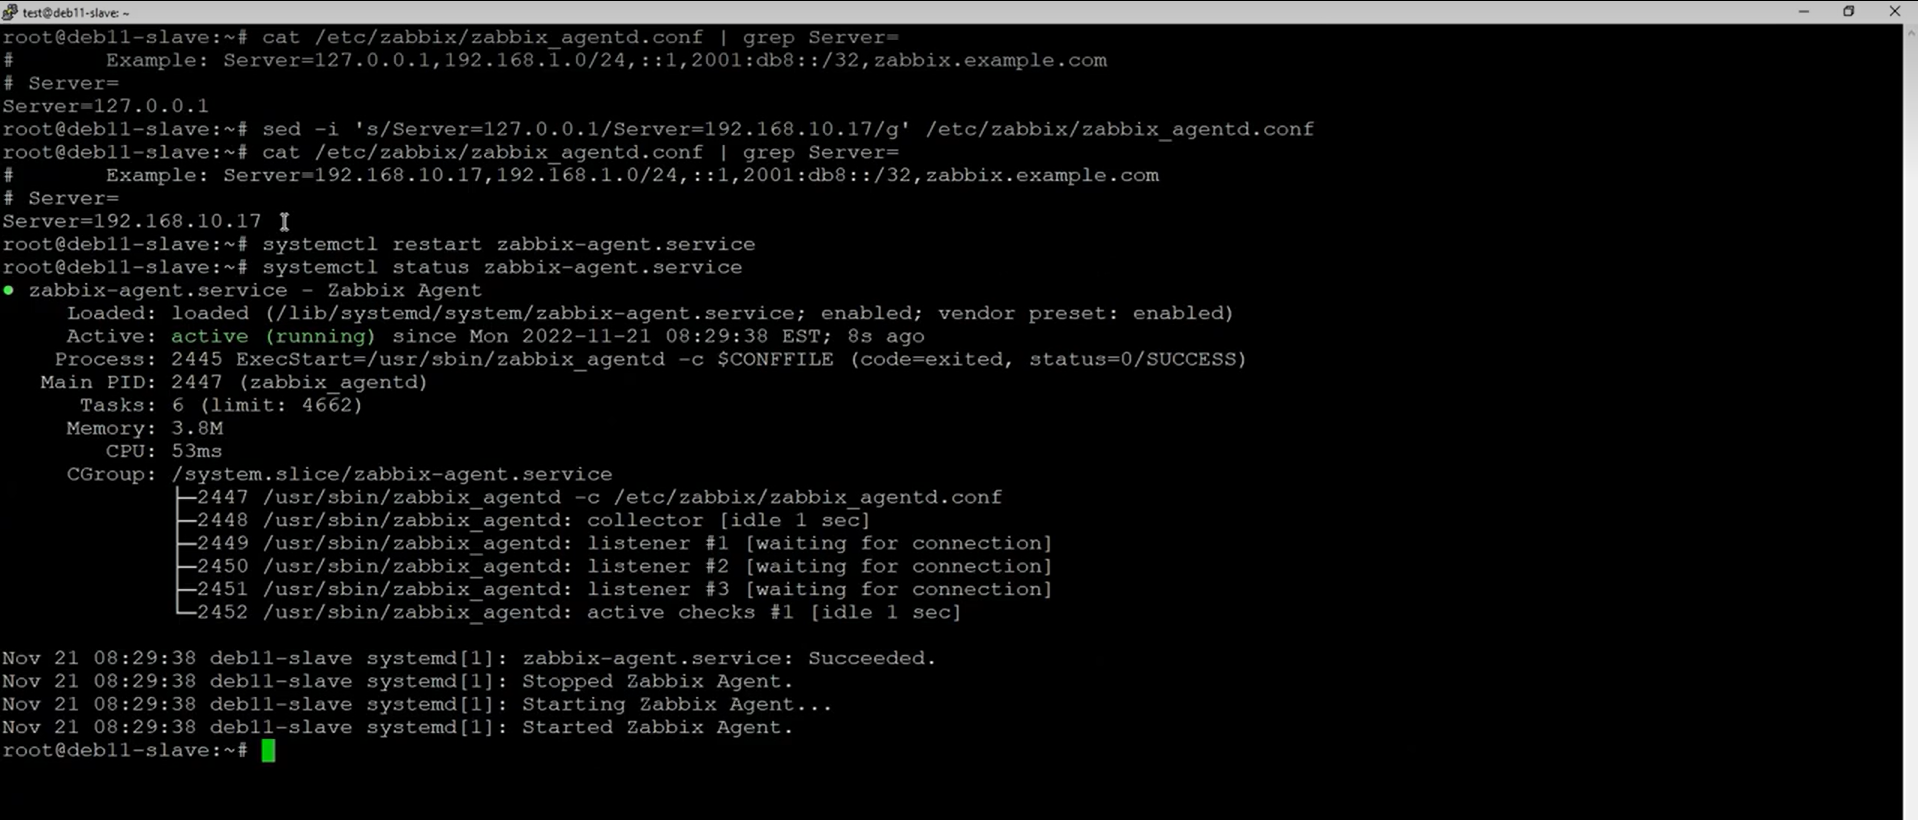 test@deb11-slave: ~
root@deb11-slave:~# cat /etc/zabbix/zabbix_agentd.conf | grep Server=
#       Example: Server=127.0.0.1,192.168.1.0/24,::1,2001:db8::/32,zabbix.example.com
# Server=
Server=127.0.0.1
root@deb11-slave:~# sed -i 's/Server=127.0.0.1/Server=192.168.10.17/g' /etc/zabbix/zabbix_agentd.conf
root@deb11-slave:~# cat /etc/zabbix/zabbix_agentd.conf | grep Server=
#       Example: Server=192.168.10.17,192.168.1.0/24,::1,2001:db8::/32,zabbix.example.com
# Server=
Server=192.168.10.17
root@deb11-slave:~# systemctl restart zabbix-agent.service
root@deb11-slave:~# systemctl status zabbix-agent.service
● zabbix-agent.service - Zabbix Agent
     Loaded: loaded (/lib/systemd/system/zabbix-agent.service; enabled; vendor preset: enabled)
     Active: active (running) since Mon 2022-11-21 08:29:38 EST; 8s ago
    Process: 2445 ExecStart=/usr/sbin/zabbix_agentd -c $CONFFILE (code=exited, status=0/SUCCESS)
   Main PID: 2447 (zabbix_agentd)
      Tasks: 6 (limit: 4662)
     Memory: 3.8M
        CPU: 53ms
     CGroup: /system.slice/zabbix-agent.service
             ├─2447 /usr/sbin/zabbix_agentd -c /etc/zabbix/zabbix_agentd.conf
             ├─2448 /usr/sbin/zabbix_agentd: collector [idle 1 sec]
             ├─2449 /usr/sbin/zabbix_agentd: listener #1 [waiting for connection]
             ├─2450 /usr/sbin/zabbix_agentd: listener #2 [waiting for connection]
             ├─2451 /usr/sbin/zabbix_agentd: listener #3 [waiting for connection]
             └─2452 /usr/sbin/zabbix_agentd: active checks #1 [idle 1 sec]
Nov 21 08:29:38 deb11-slave systemd[1]: zabbix-agent.service: Succeeded.
Nov 21 08:29:38 deb11-slave systemd[1]: Stopped Zabbix Agent.
Nov 21 08:29:38 deb11-slave systemd[1]: Starting Zabbix Agent...
Nov 21 08:29:38 deb11-slave systemd[1]: Started Zabbix Agent.
root@deb11-slave:~#